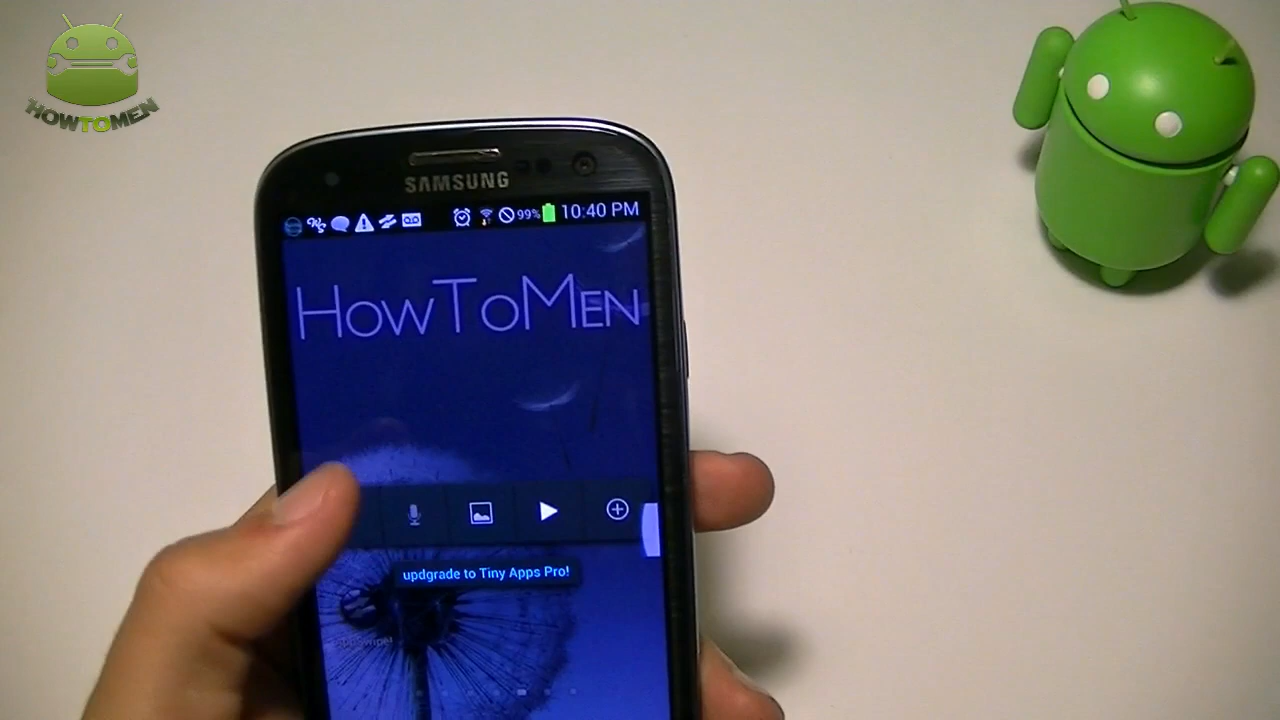 HOWTOMEN
SAMSUNG
99% 10:40 PM
HOWTOMEN
updgrade to Tiny Apps Pro!